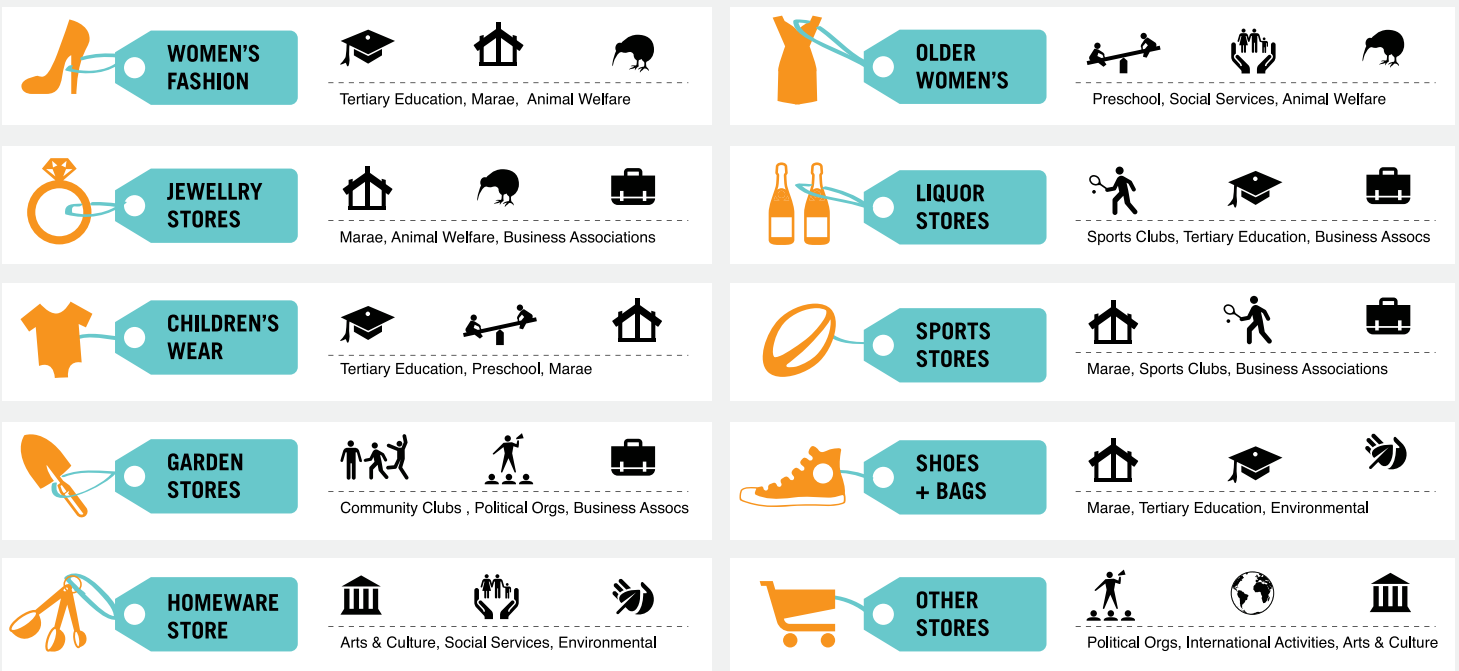 WOMEN'S
FASHION
Tertiary Education, Marae, Animal Welfare
OLDER
WOMEN'S
Preschool, Social Services, Animal Welfare
JEWELLRY
STORES
Marae, Animal Welfare, Business Associations
LIQUOR
STORES
Sports Clubs, Tertiary Education, Business Assocs
CHILDREN'S
WEAR
Tertiary Education, Preschool, Marae
SPORTS
STORES
Marae, Sports Clubs, Business Associations
GARDEN
STORES
Community Clubs , Political Orgs, Business Assocs
SHOES
+ BAGS
Marae, Tertiary Education, Environmental
HOMEWARE
STORE
Arts & Culture, Social Services, Environmental
OTHER
STORES
Political Orgs, International Activities, Arts & Culture